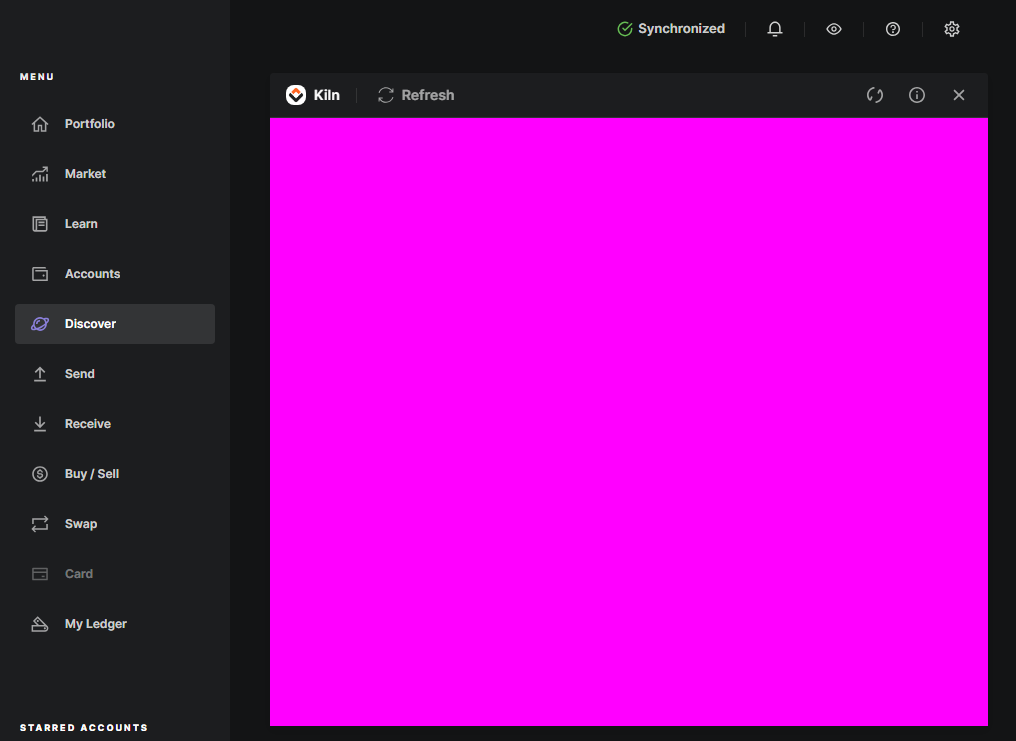 Synchronized
MENU
Kiln
Refresh
Portfolio
Market
Learn
Accounts
Discover
Send
Receive
Buy / Sell
Swap
Card
My Ledger
STARRED ACCOUNTS